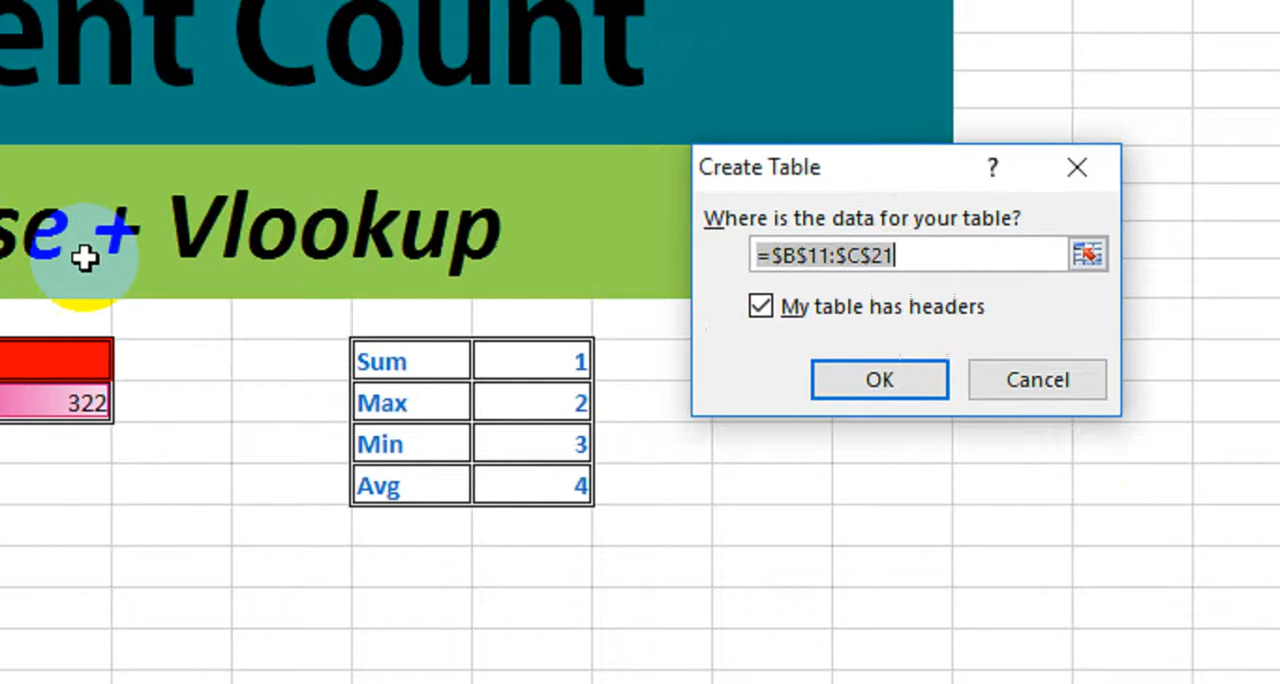 ent Count
se + Vlookup
Create Table ?
Where is the data for your table?
=$B$11:$C$21
My table has headers
OK Cancel
322
Sum 1
Max 2
Min 3
Avg 4